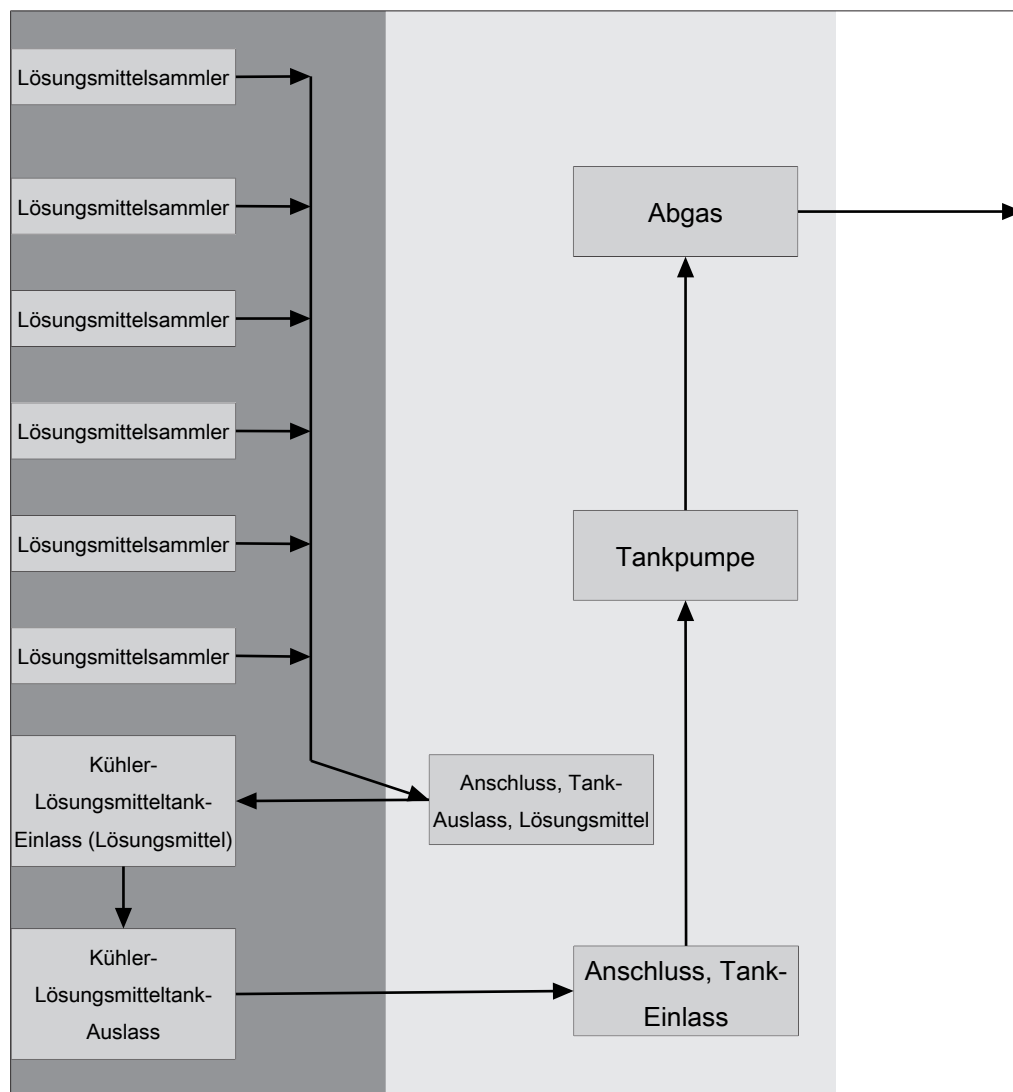 Lösungsmittelsammler
Lösungsmittelsammler
Abgas
Lösungsmittelsammler
Lösungsmittelsammler
Lösungsmittelsammler
Tankpumpe
Lösungsmittelsammler
Kühler-
Lösungsmitteltank-
Einlass (Lösungsmittel)
Anschluss, Tank-
Auslass, Lösungsmittel
Kühler-
Lösungsmitteltank-
Auslass
Anschluss, Tank-
Einlass